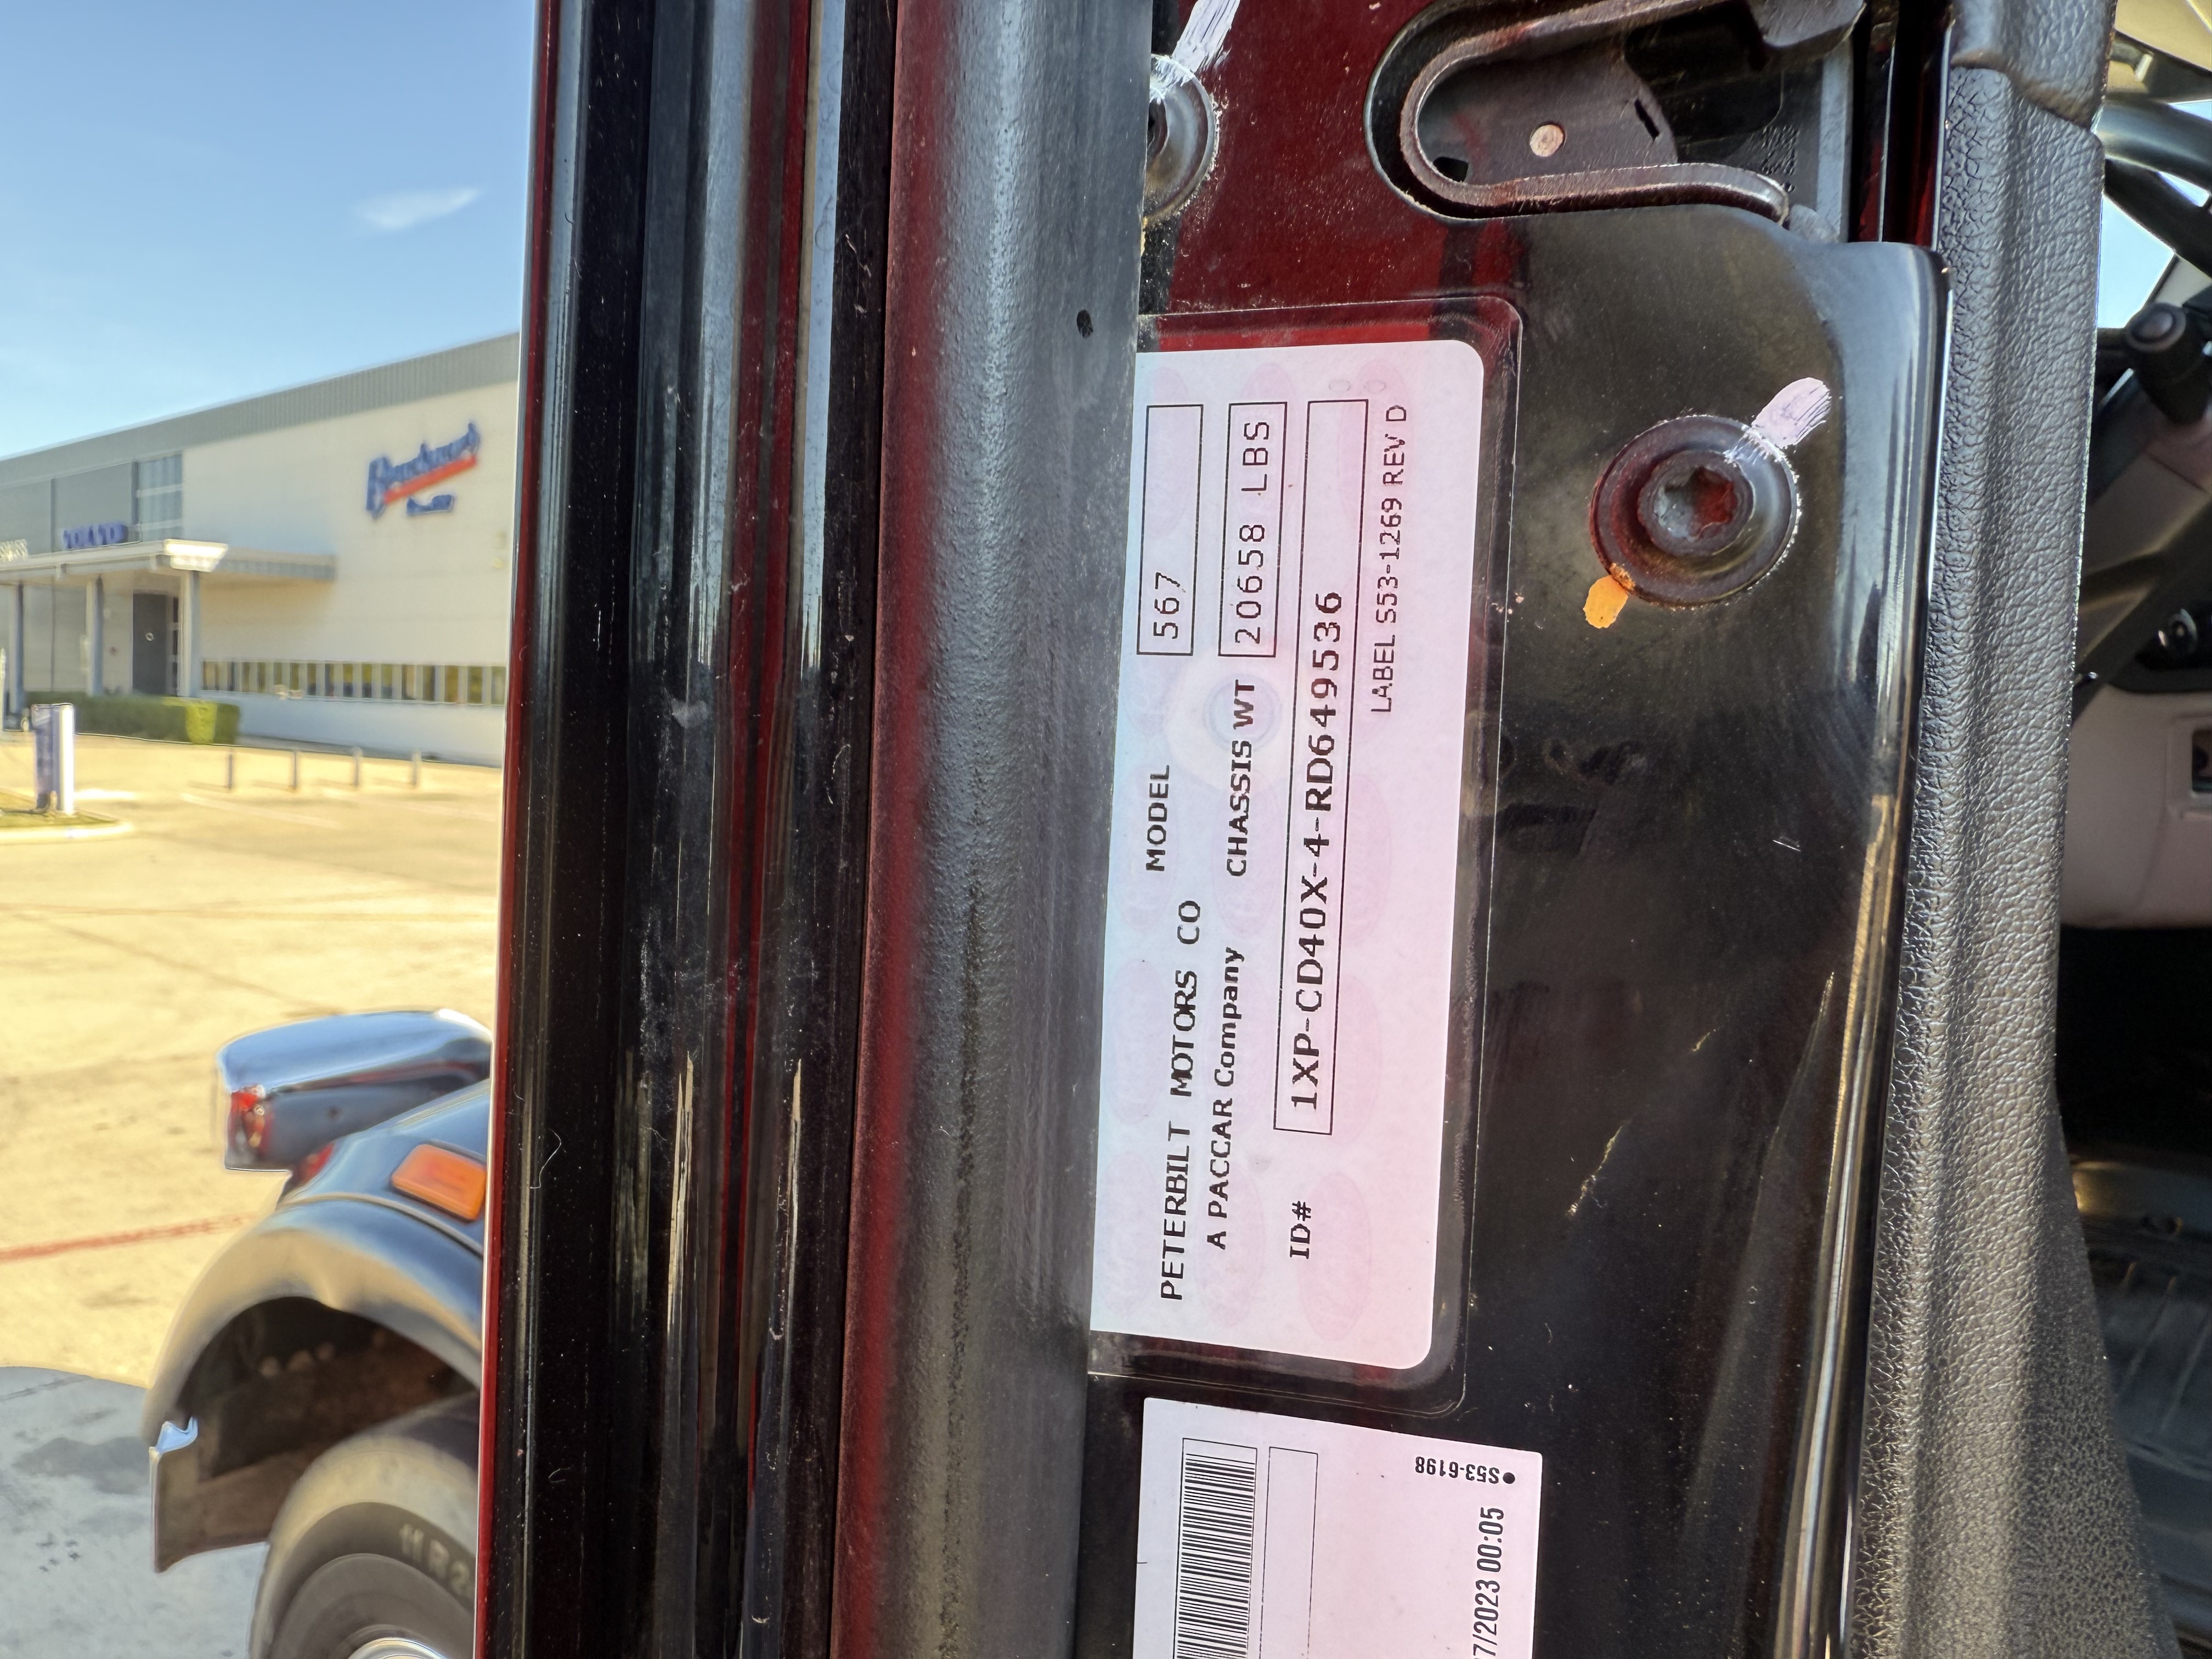 PETERBILT MOTORS CO MODEL 567
A PACCAR Company CHASSIS WT 20658 LBS
ID# 1XP-CD40X-4-RD649536
LABEL S53-1269 REV D
S53-6198
7/2023 00:05
VOLVO